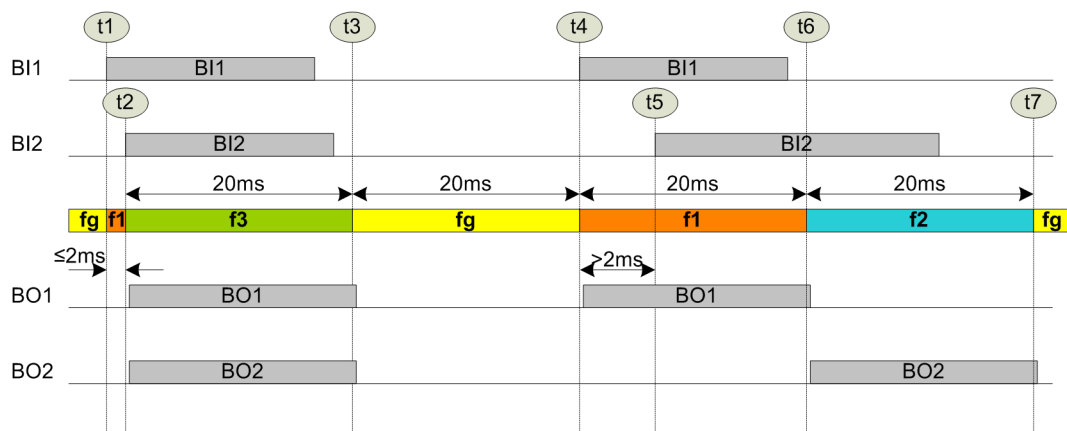 t1 t3 t4 t6
BI1 BI1 BI1
t2 t5 t7
BI2 BI2 BI2
20ms 20ms 20ms 20ms
fg f1 f3 fg f1 f2 fg
≤2ms >2ms
BO1 BO1 BO1
BO2 BO2 BO2